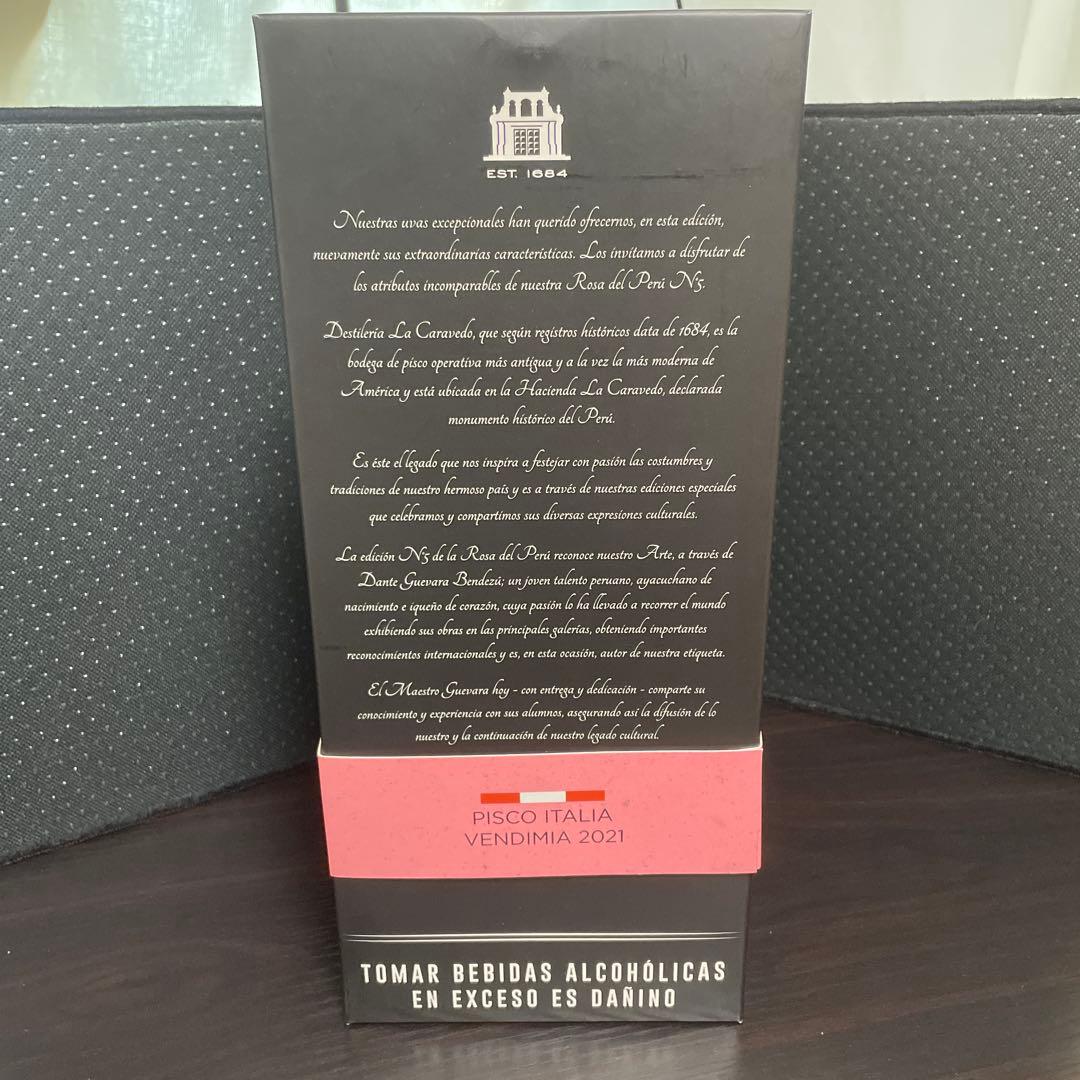 EST. 1684
Nuestras uvas excepcionales han querido ofrecernos, en esta edición,
nuevamente sus extraordinarias características. Los invitamos a disfrutar de
los atributos incomparables de nuestra Rosa del Perú N°5.
Destilería La Caravedo, que según registros históricos data de 1684, es la
bodega de pisco operativa más antigua y a la vez la más moderna de
América y está ubicada en la Hacienda La Caravedo, declarada
monumento histórico del Perú.
Es éste el legado que nos inspira a festejar con pasión las costumbres y
tradiciones de nuestro hermoso país y es a través de nuestras ediciones especiales
que celebramos y compartimos sus diversas expresiones culturales.
La edición N°5 de la Rosa del Perú reconoce nuestro Arte, a través de
Dante Guevara Bendezú; un joven talento peruano, ayacuchano de
nacimiento e iqueño de corazón, cuya pasión lo ha llevado a recorrer el mundo
exhibiendo sus obras en las principales galerías, obteniendo importantes
reconocimientos internacionales y es, en esta ocasión, autor de nuestra etiqueta.
El Maestro Guevara hoy - con entrega y dedicación - comparte su
conocimiento y experiencia con sus alumnos, asegurando así la difusión de lo
nuestro y la continuación de nuestro legado cultural.
PISCO ITALIA
VENDIMIA 2021
TOMAR BEBIDAS ALCOHÓLICAS
EN EXCESO ES DAÑINO